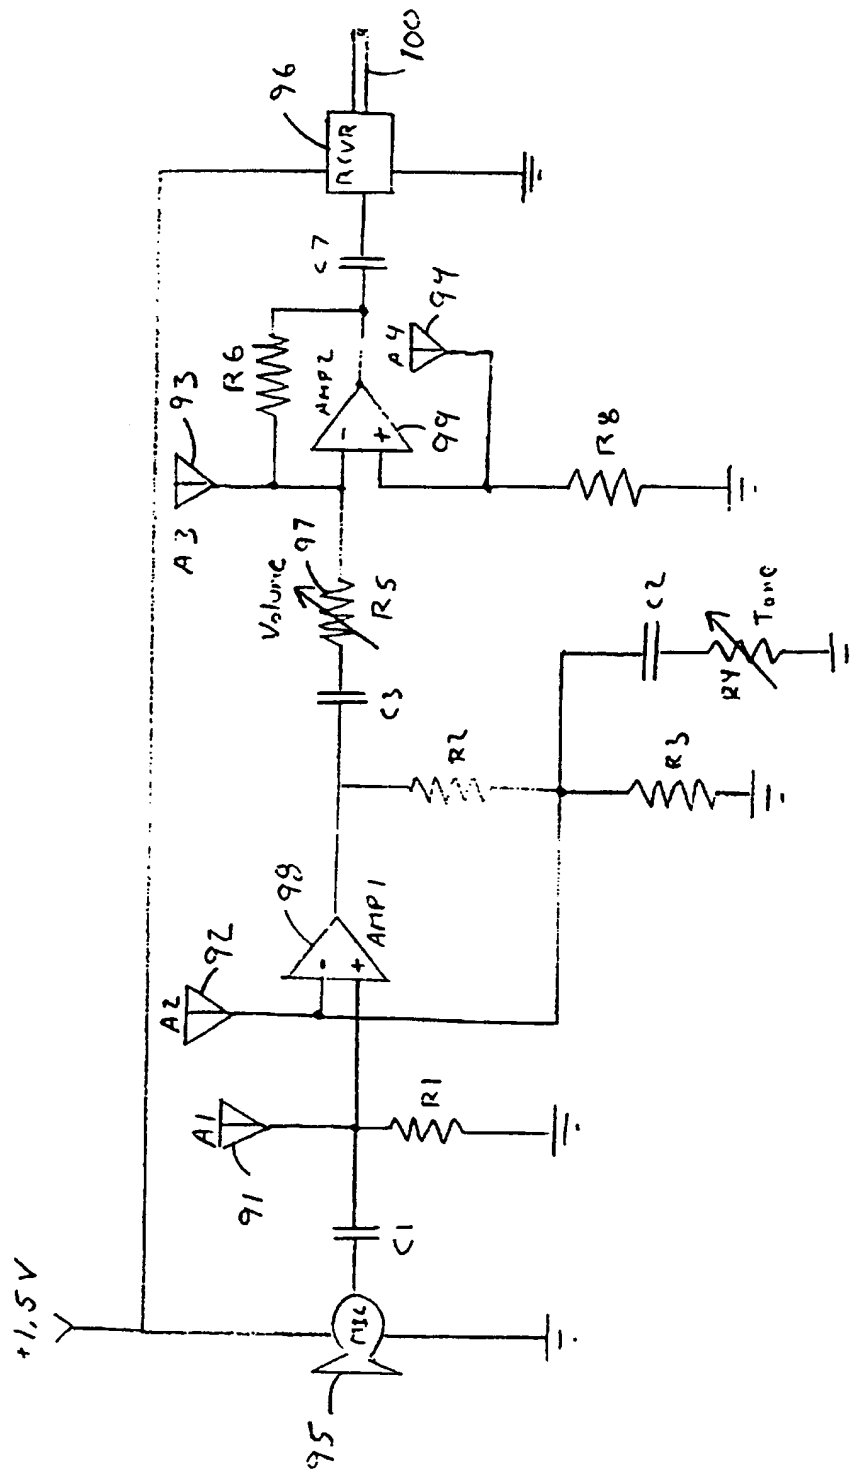 +1,5V
95
MIC
C1
91
A1
R1
A2
92
98
AMP1
-
+
R2
R3
C3
Volume
97
R5
C2
R4
Tone
A3
93
R6
AMP2
-
+
99
A4
94
R8
C7
96
RCVR
100